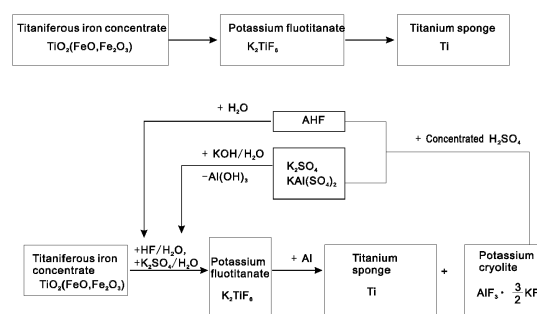 Titaniferous iron concentrate
TiO₂(FeO,Fe₂O₃)
Potassium fluotitanate
K₂TiF₆
Titanium sponge
Ti
+ H₂O
AHF
+ Concentrated H₂SO₄
+ KOH/H₂O
−Al(OH)₃
K₂SO₄
KAl(SO₄)₂
Titaniferous iron
concentrate
TiO₂(FeO,Fe₂O₃)
+HF/H₂O,
+K₂SO₄/H₂O
Potassium
fluotitanate
K₂TiF₆
+ Al
Titanium
sponge
Ti
+
Potassium
cryolite
AlF₃· 3/2 KF